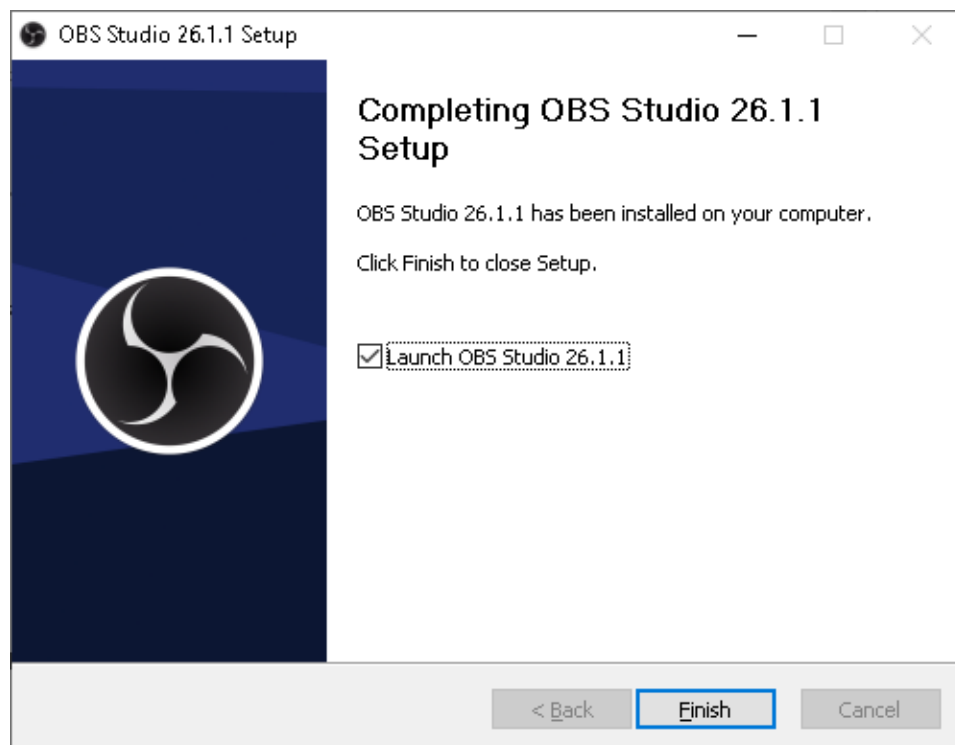 OBS Studio 26.1.1 Setup
Completing OBS Studio 26.1.1
Setup
OBS Studio 26.1.1 has been installed on your computer.
Click Finish to close Setup.
Launch OBS Studio 26.1.1
< Back Finish Cancel